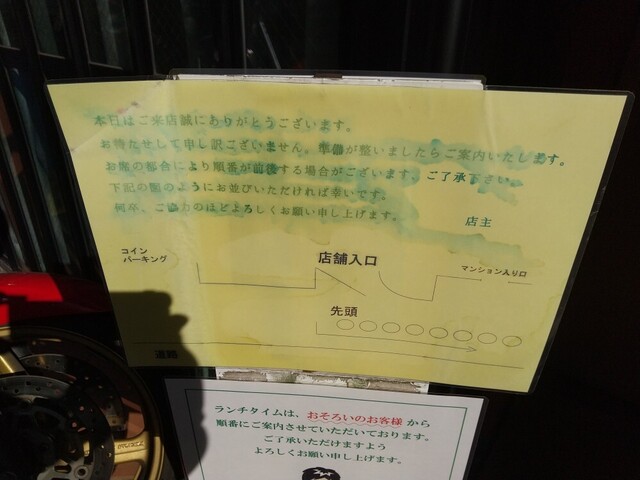 本日はご来店誠にありがとうございます。
お待たせして申し訳ございません。準備が整いましたらご案内いたします。
お席の都合により順番が前後する場合がございます、ご了承下さい。
下記の図のようにお並びいただければ幸いです。
何卒、ご協力のほどよろしくお願い申し上げます。
店主
コイン
パーキング
店舗入口
マンション入り口
先頭
道路
ランチタイムは、おそろいのお客様から
順番にご案内させていただいております。
ご了承いただけますよう
よろしくお願い申し上げます。